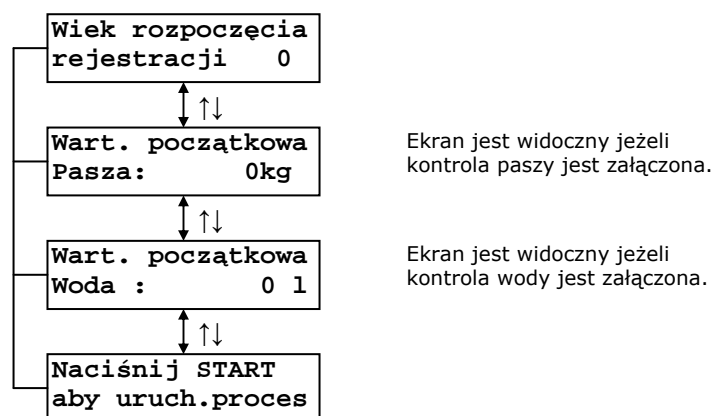 Wiek rozpoczęcia
rejestracji 0
↑↓
Wart. początkowa
Pasza: 0kg
Ekran jest widoczny jeżeli
kontrola paszy jest załączona.
↑↓
Wart. początkowa
Woda : 0 l
Ekran jest widoczny jeżeli
kontrola wody jest załączona.
↑↓
Naciśnij START
aby uruch.proces